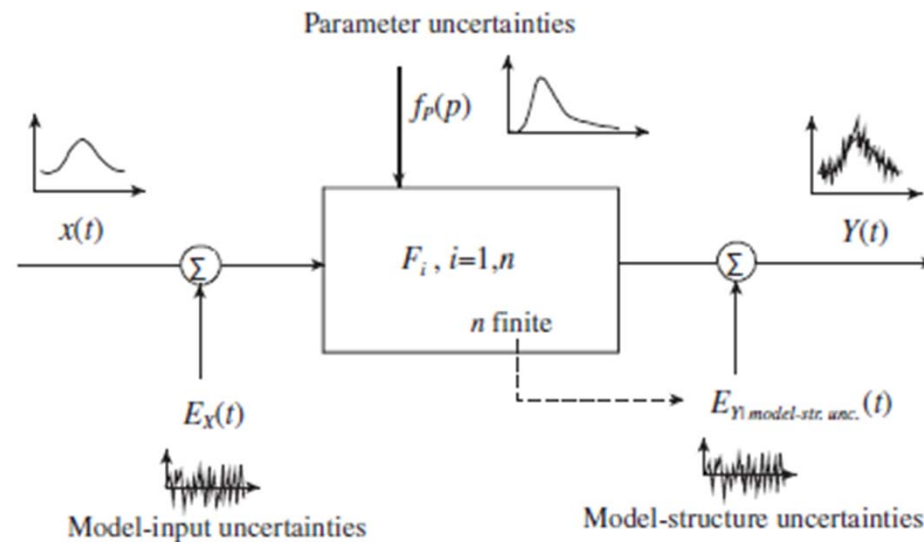 Parameter uncertainties
f_P(p)
x(t)
Y(t)
Σ
F_i , i=1,n
Σ
n finite
E_X(t)
E_Y| model-str. unc. (t)
Model-input uncertainties
Model-structure uncertainties